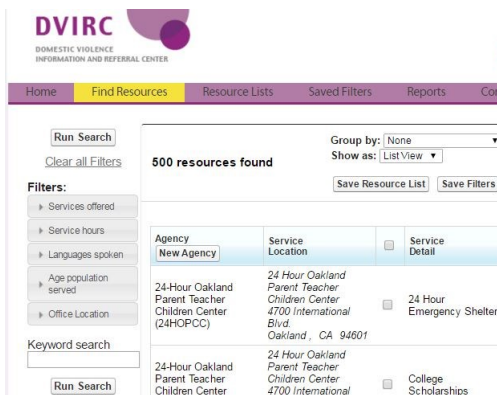 DVIRC
DOMESTIC VIOLENCE
INFORMATION AND REFERRAL CENTER
Home Find Resources Resource Lists Saved Filters Reports
Run Search
Clear all Filters
Filters:
Services offered
Service hours
Languages spoken
Age population
served
Office Location
Keyword search
Run Search
500 resources found
Group by: None
Show as: List View
Save Resource List Save Filters
Agency
New Agency
Service
Location
Service
Detail
24-Hour Oakland
Parent Teacher
Children Center
(24HOPCC)
24 Hour Oakland
Parent Teacher
Children Center
4700 International
Blvd.
Oakland , CA 94601
24 Hour
Emergency Shelter
24-Hour Oakland
Parent Teacher
Children Center
24 Hour Oakland
Parent Teacher
Children Center
4700 International
College
Scholarships